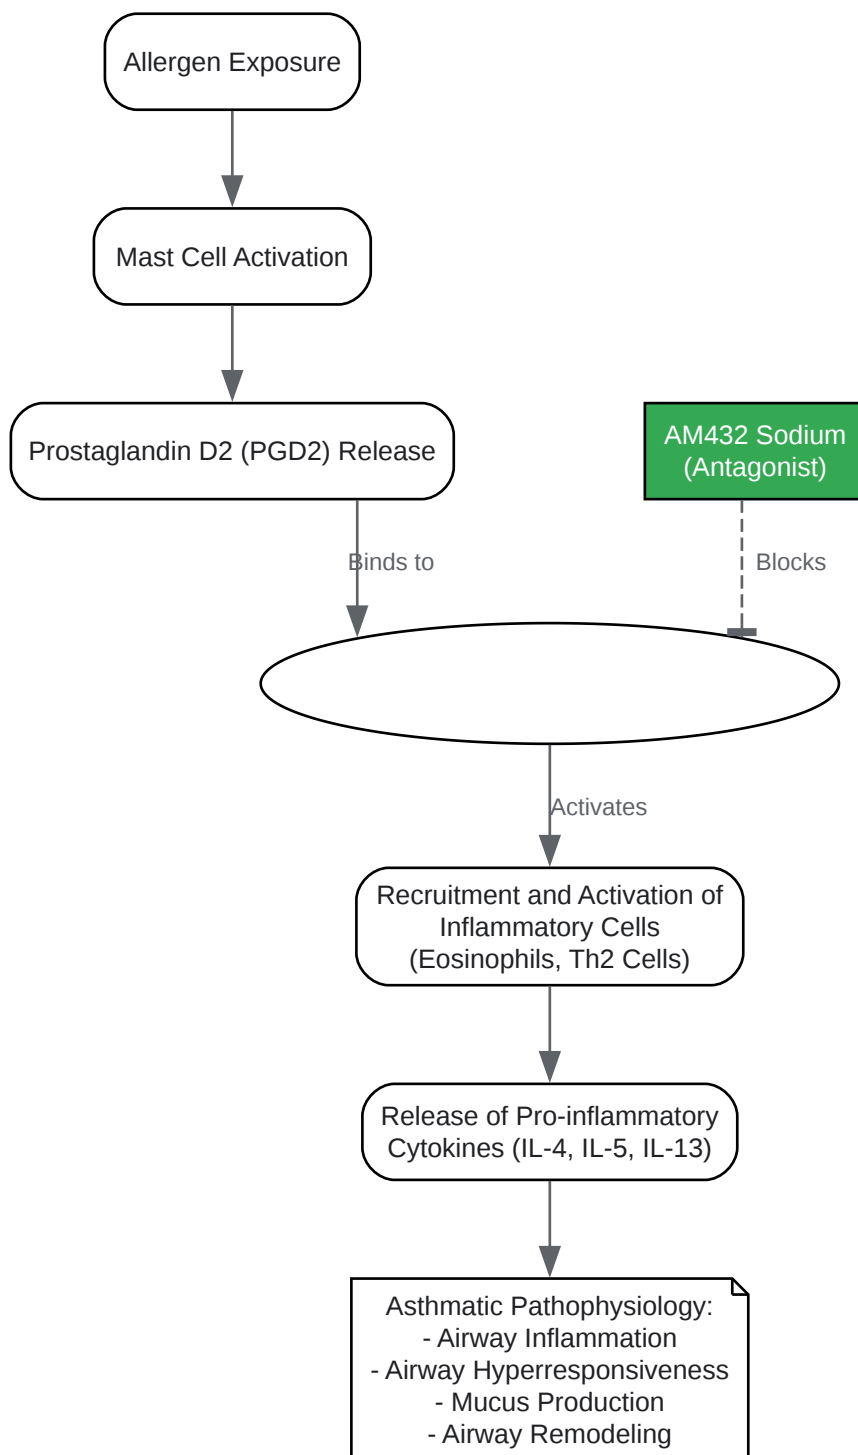 Allergen Exposure
Mast Cell Activation
Prostaglandin D2 (PGD2) Release
AM432 Sodium
(Antagonist)
Binds to
Blocks
Activates
Recruitment and Activation of
Inflammatory Cells
(Eosinophils, Th2 Cells)
Release of Pro-inflammatory
Cytokines (IL-4, IL-5, IL-13)
Asthmatic Pathophysiology:
- Airway Inflammation
- Airway Hyperresponsiveness
- Mucus Production
- Airway Remodeling